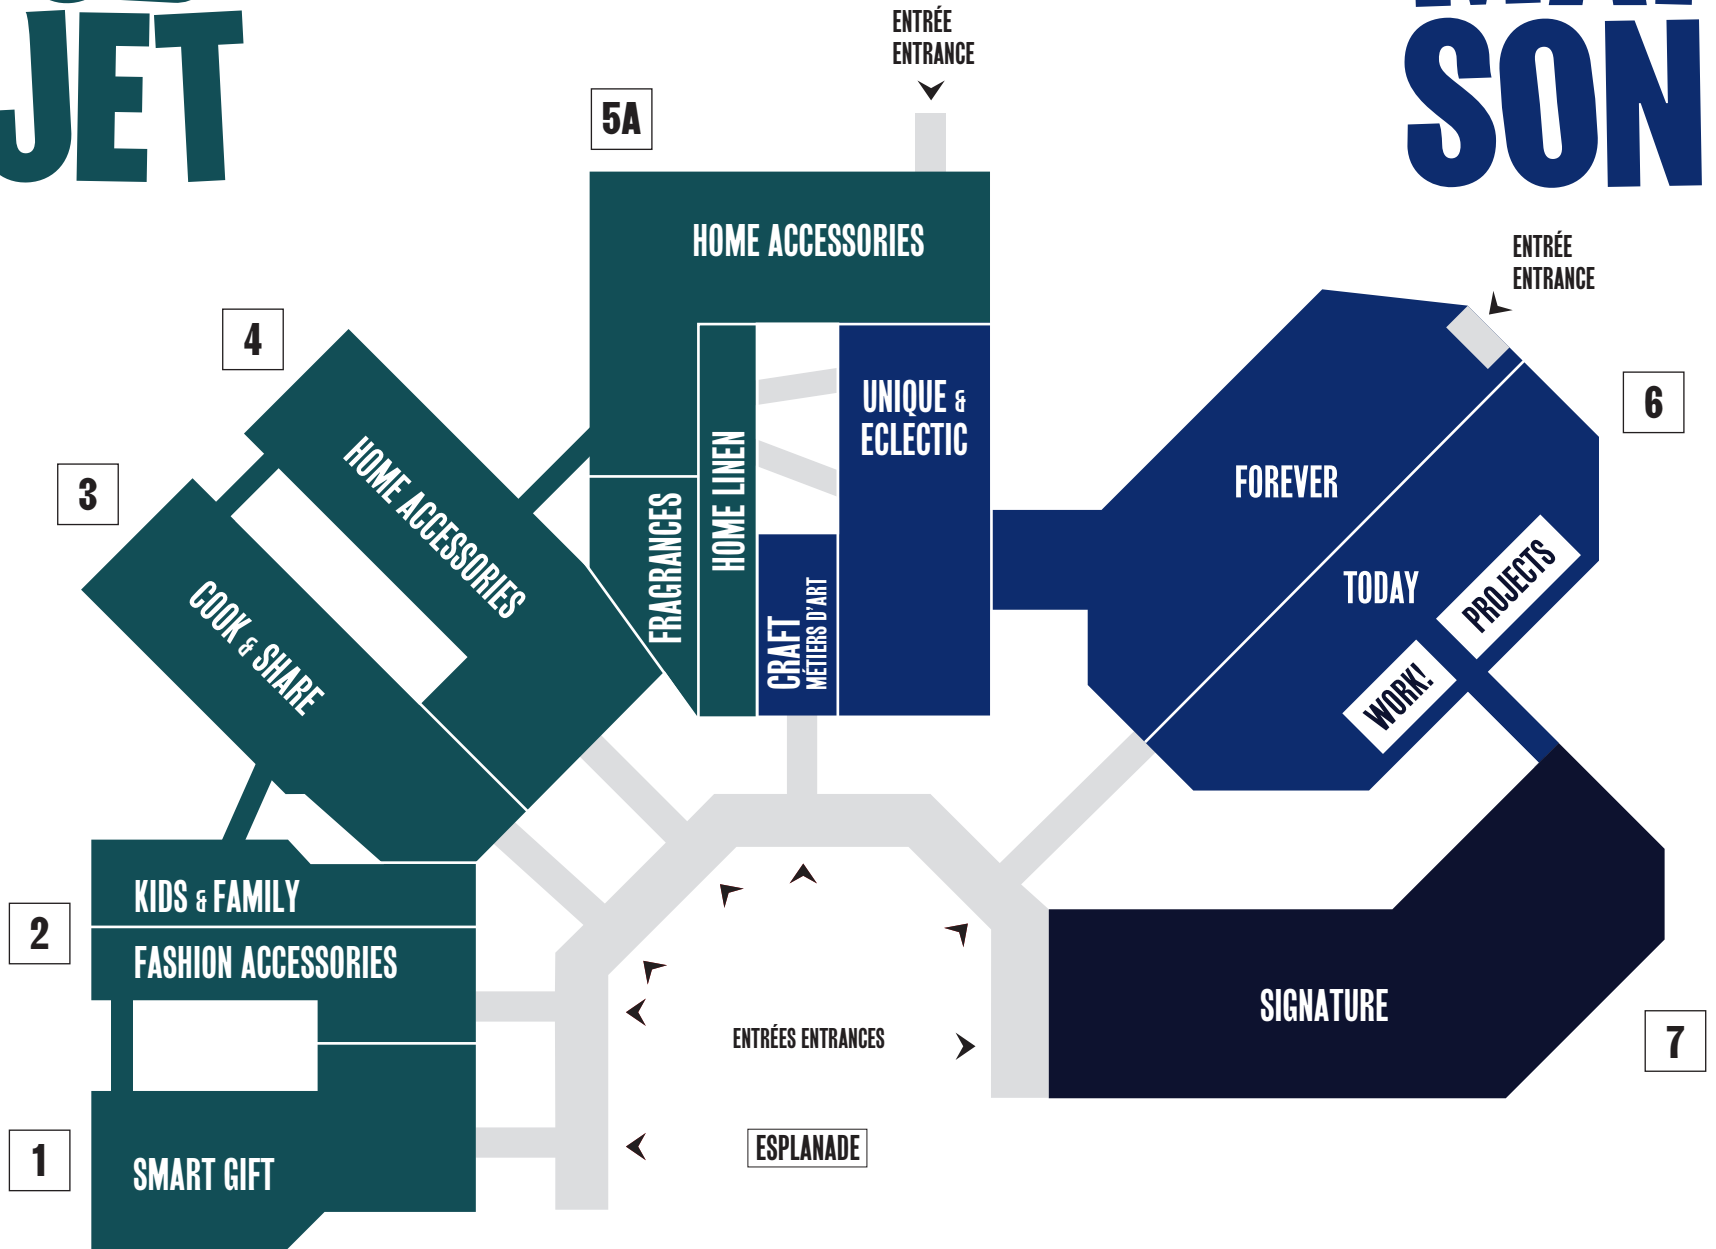 JET
SON
ENTRÉE
ENTRANCE
5A
HOME ACCESSORIES
ENTRÉE
ENTRANCE
4
6
UNIQUE &
ECLECTIC
HOME ACCESSORIES
HOME LINEN
FOREVER
3
FRAGRANCES
TODAY
PROJECTS
COOK & SHARE
CRAFT
MÉTIERS D'ART
WORK!
KIDS & FAMILY
2
FASHION ACCESSORIES
SIGNATURE
ENTRÉES ENTRANCES
7
ESPLANADE
1
SMART GIFT